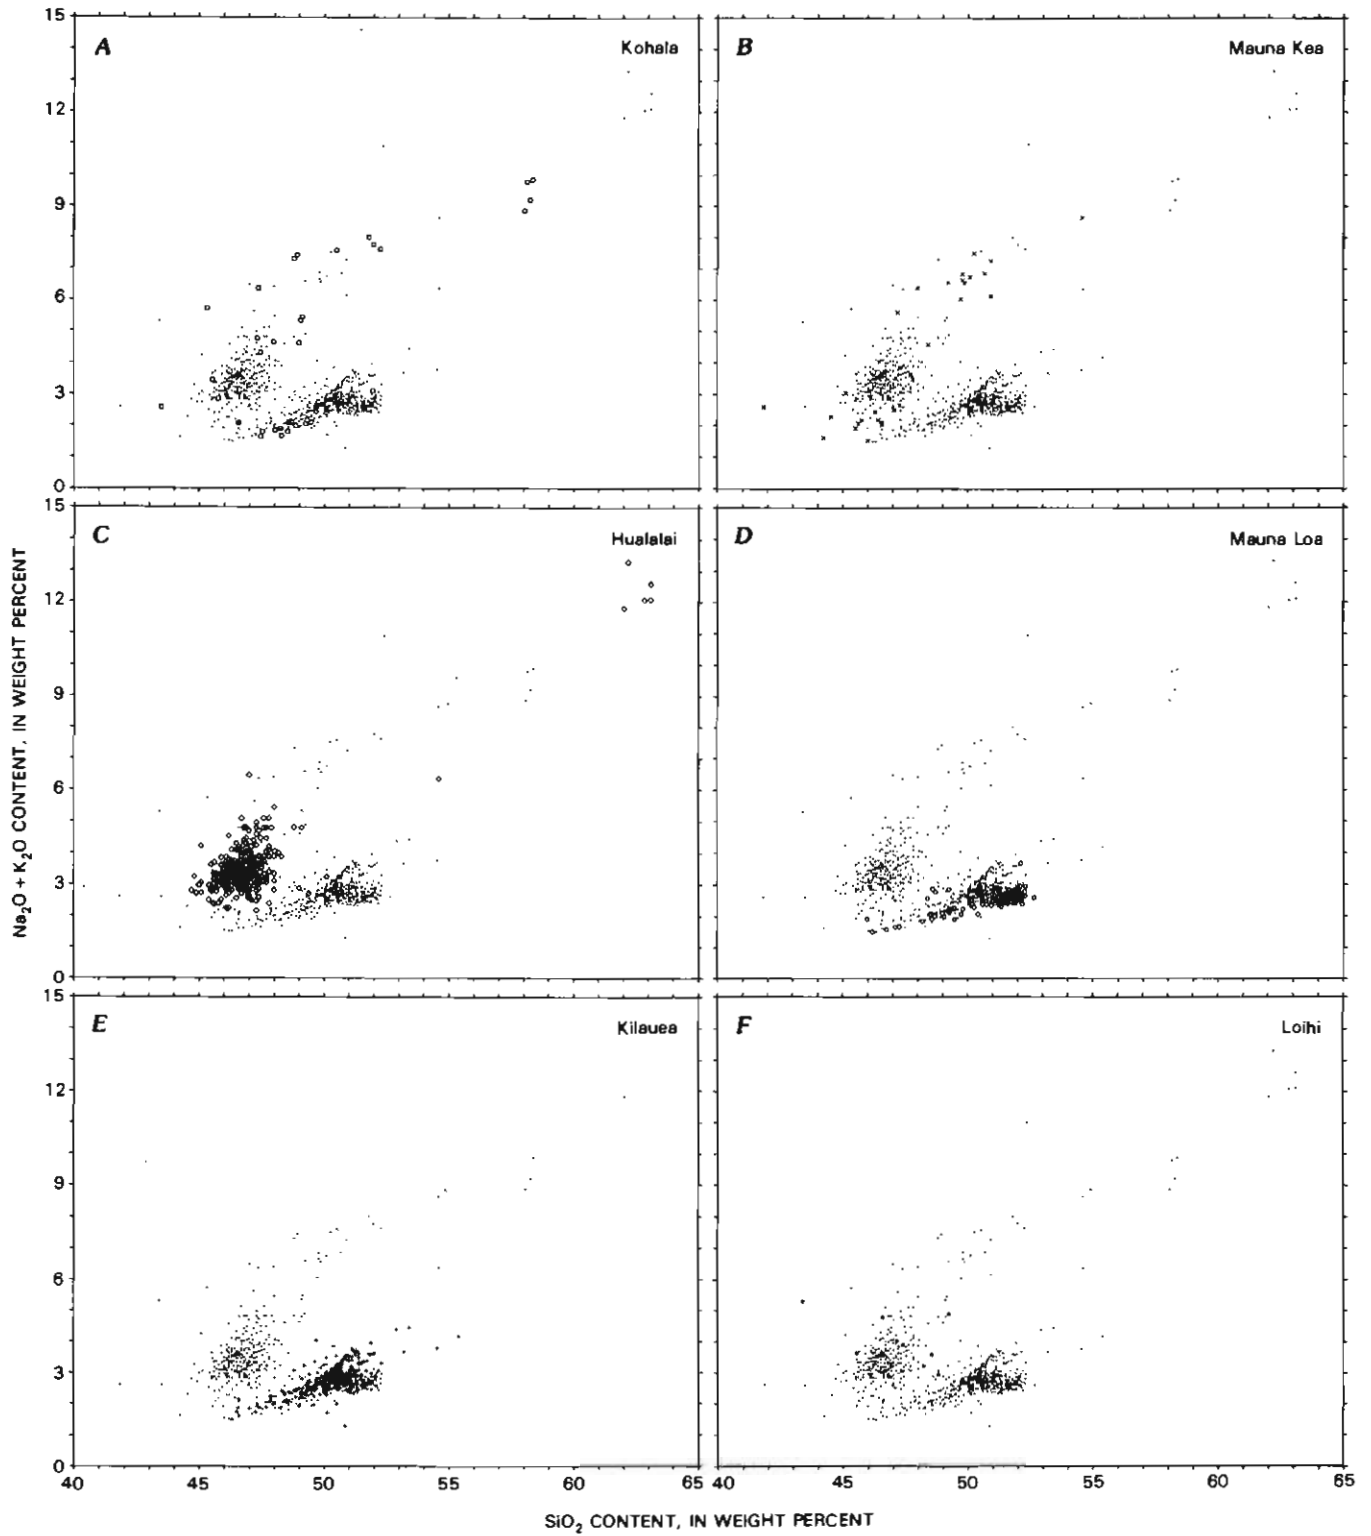 15
12
9
6
3
0
A
Kohala
B
Mauna Kea
15
12
9
6
3
0
C
Hualalai
D
Mauna Loa
15
12
9
6
3
0
E
Kilauea
F
Loihi
40 45 50 55 60 65 40 45 50 55 60 65
Na₂O + K₂O CONTENT, IN WEIGHT PERCENT
SiO₂ CONTENT, IN WEIGHT PERCENT